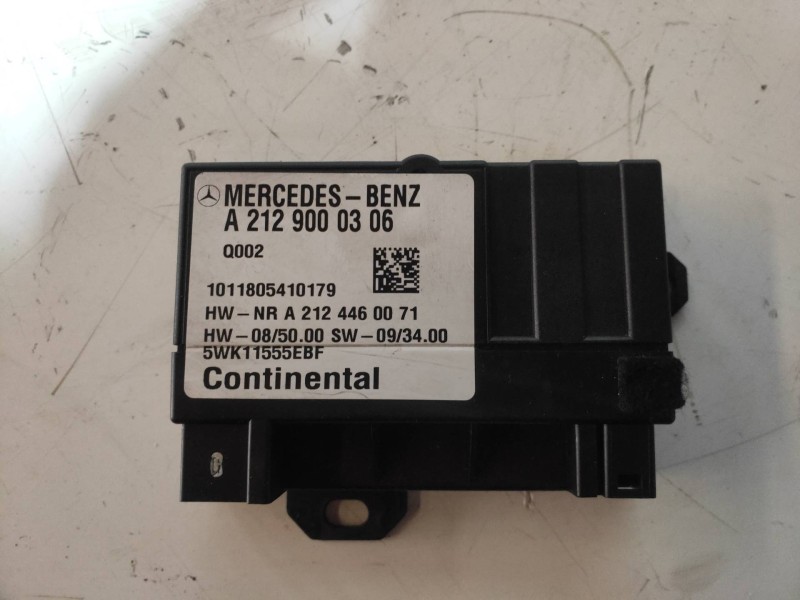 MERCEDES-BENZ
A 212 900 03 06
Q002
1011805410179
HW-NR A 212 446 00 71
HW-08/50.00 SW-09/34.00
5WK11555EBF
Continental